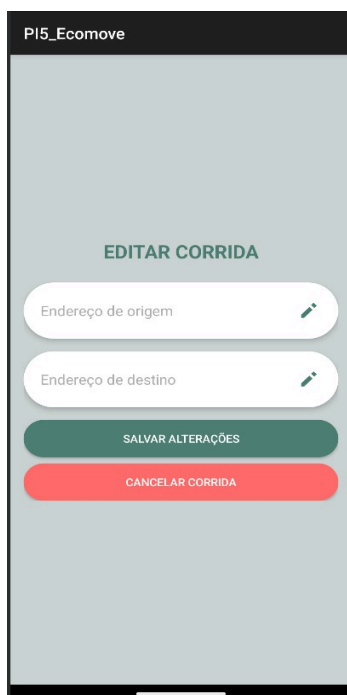 PI5_Ecomove
EDITAR CORRIDA
Endereço de origem
Endereço de destino
SALVAR ALTERAÇÕES
CANCELAR CORRIDA